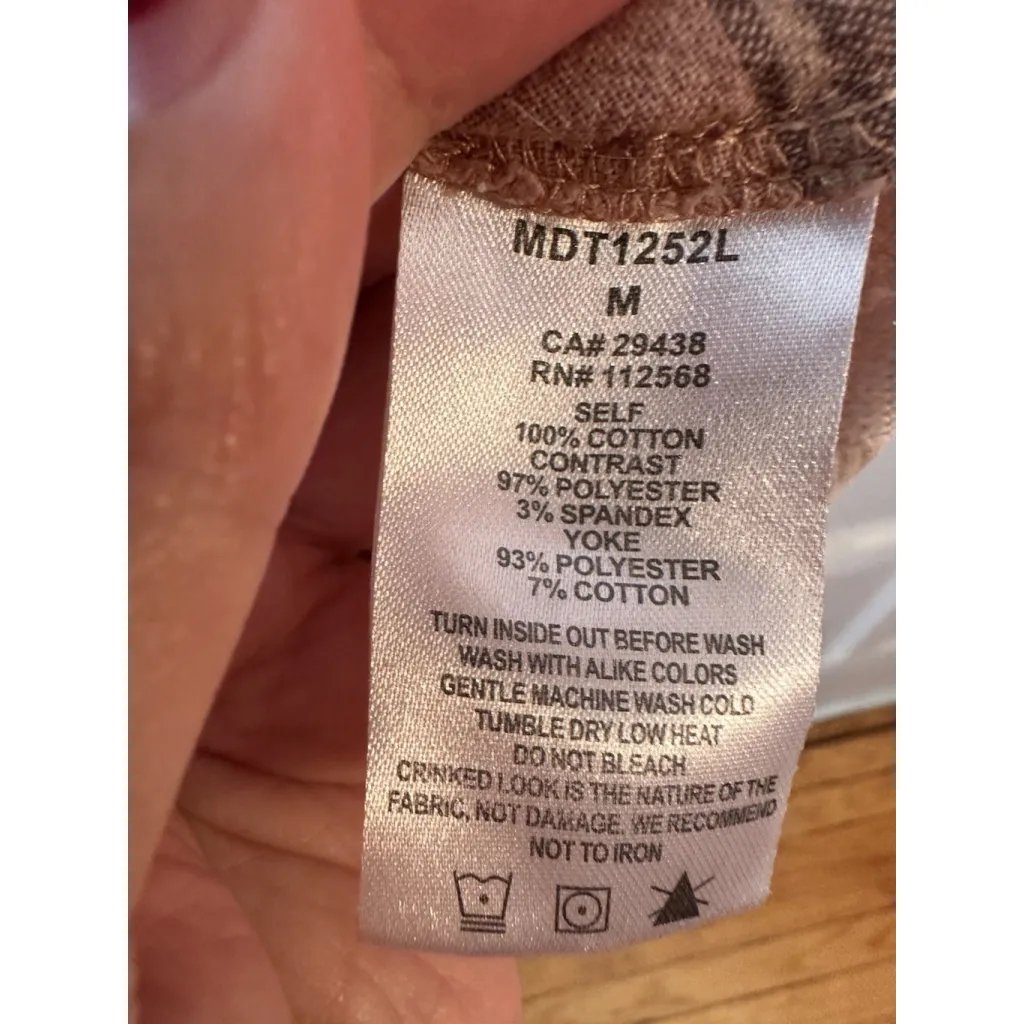 MDT1252L
M
CA# 29438
RN# 112568
SELF
100% COTTON
CONTRAST
97% POLYESTER
3% SPANDEX
YOKE
93% POLYESTER
7% COTTON
TURN INSIDE OUT BEFORE WASH
WASH WITH ALIKE COLORS
GENTLE MACHINE WASH COLD
TUMBLE DRY LOW HEAT
DO NOT BLEACH
CRINKED LOOK IS THE NATURE OF THE
FABRIC, NOT DAMAGE. WE RECOMMEND
NOT TO IRON